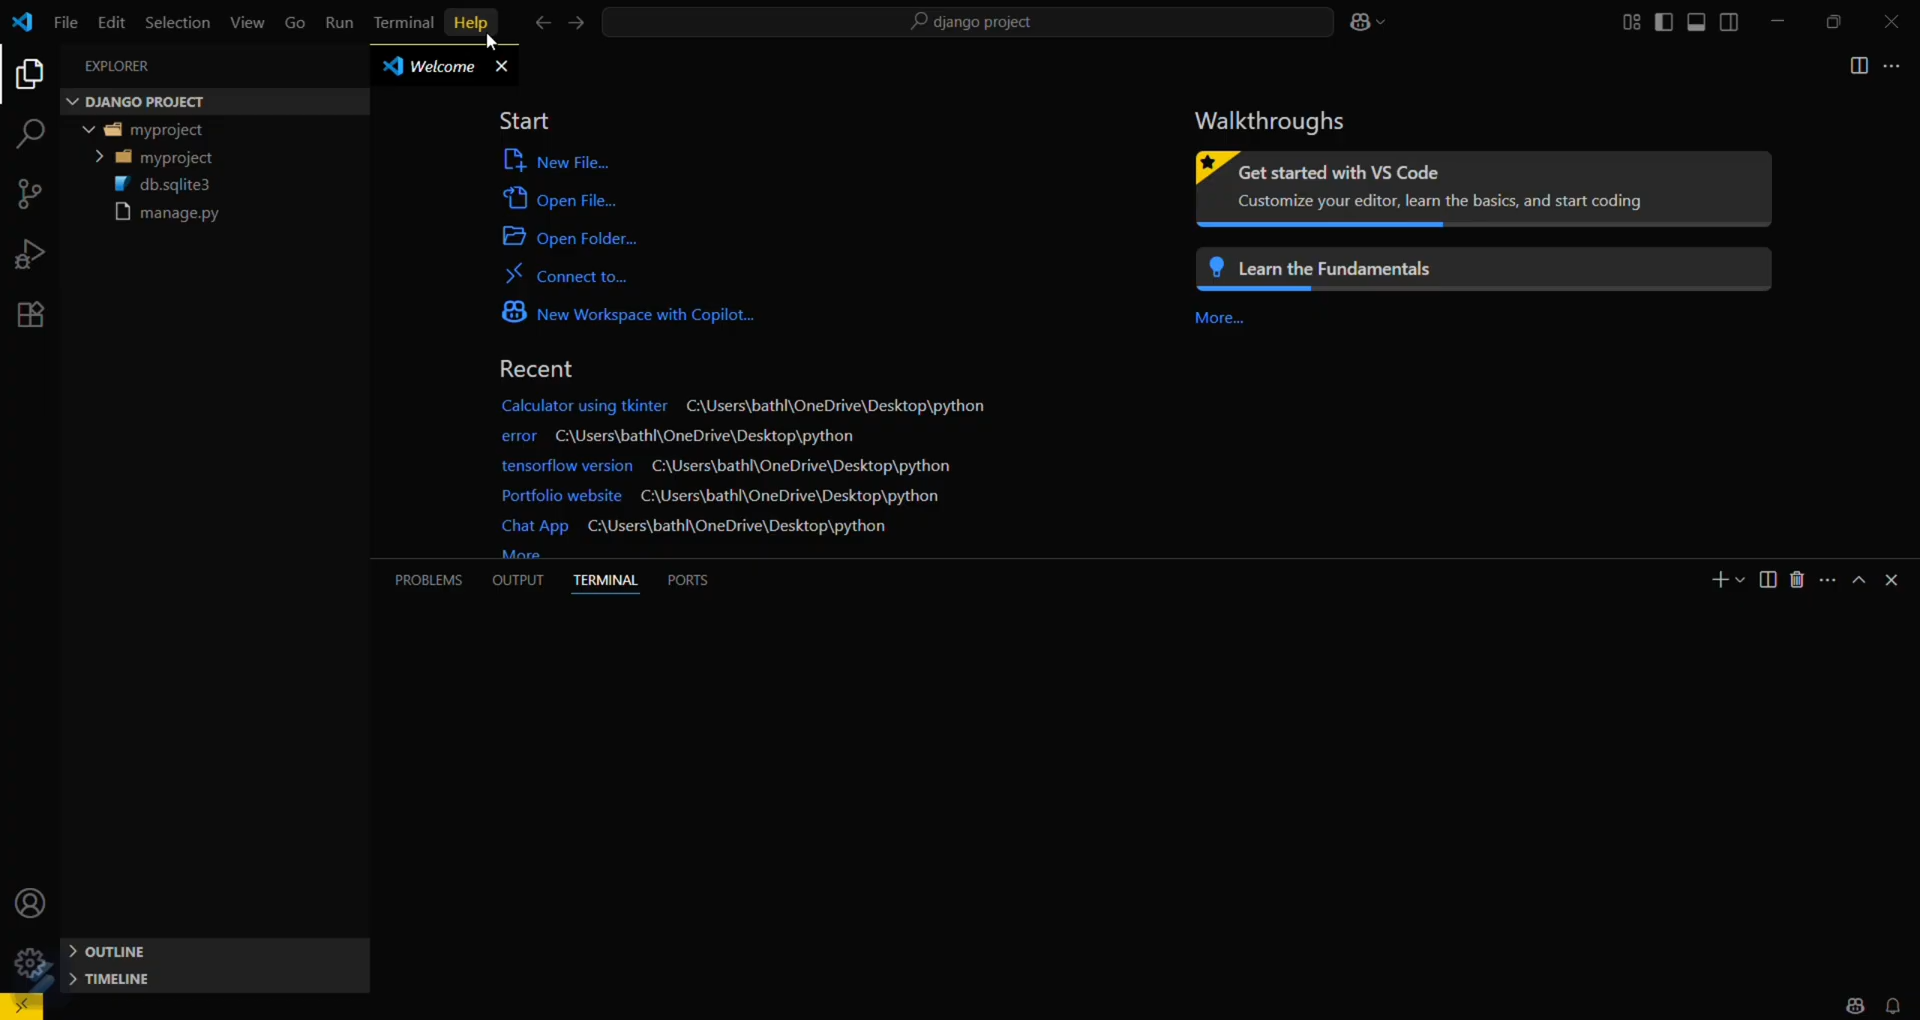 File Edit Selection View Go Run Terminal Help django project
EXPLORER
Welcome
DJANGO PROJECT
myproject
myproject
db.sqlite3
manage.py
Start
New File...
Open File...
Open Folder...
Connect to...
New Workspace with Copilot...
Recent
Calculator using tkinter C:\Users\bathl\OneDrive\Desktop\python
error C:\Users\bathl\OneDrive\Desktop\python
tensorflow version C:\Users\bathl\OneDrive\Desktop\python
Portfolio website C:\Users\bathl\OneDrive\Desktop\python
Chat App C:\Users\bathl\OneDrive\Desktop\python
More
Walkthroughs
Get started with VS Code
Customize your editor, learn the basics, and start coding
Learn the Fundamentals
More...
PROBLEMS OUTPUT TERMINAL PORTS
OUTLINE
TIMELINE